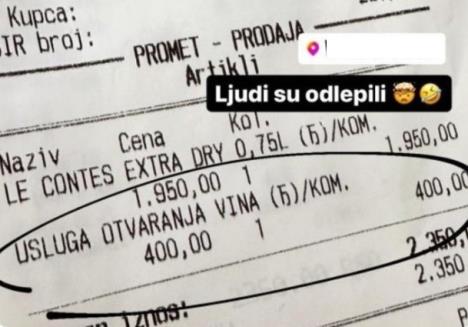 Kupca:
IR broj:
PROMET - PRODAJA
Artikli
Ljudi su odlepili 🤯🤣
Naziv Cena Kol.
LE CONTES EXTRA DRY 0,75L (Ђ)/KOM.
1.950,00 1 1.950,00
USLUGA OTVARANJA VINA (Ђ)/KOM.
400,00 1 400,00
2.350,
2.350
iznos: